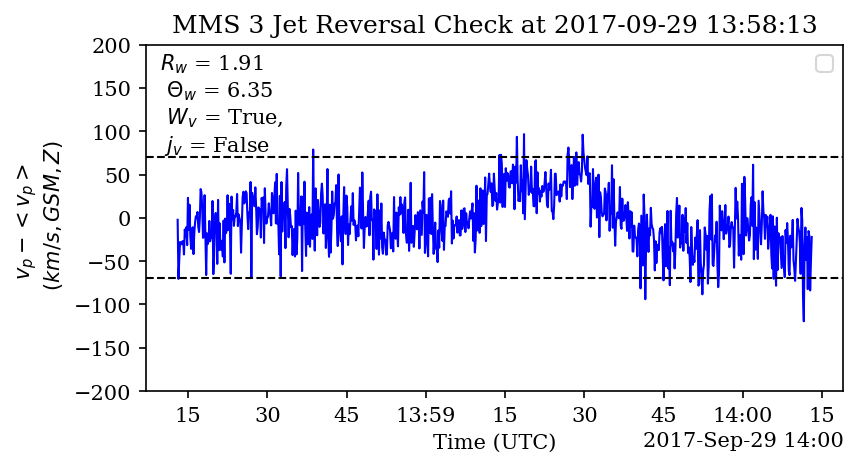 MMS 3 Jet Reversal Check at 2017-09-29 13:58:13
R_w = 1.91
Θ_w = 6.35
W_v = True,
j_v = False
v_p − < v_p >
(km/s, GSM, Z)
200
150
100
50
0
−50
−100
−150
−200
15 30 45 13:59 15 30 45 14:00 15
Time (UTC)
2017-Sep-29 14:00